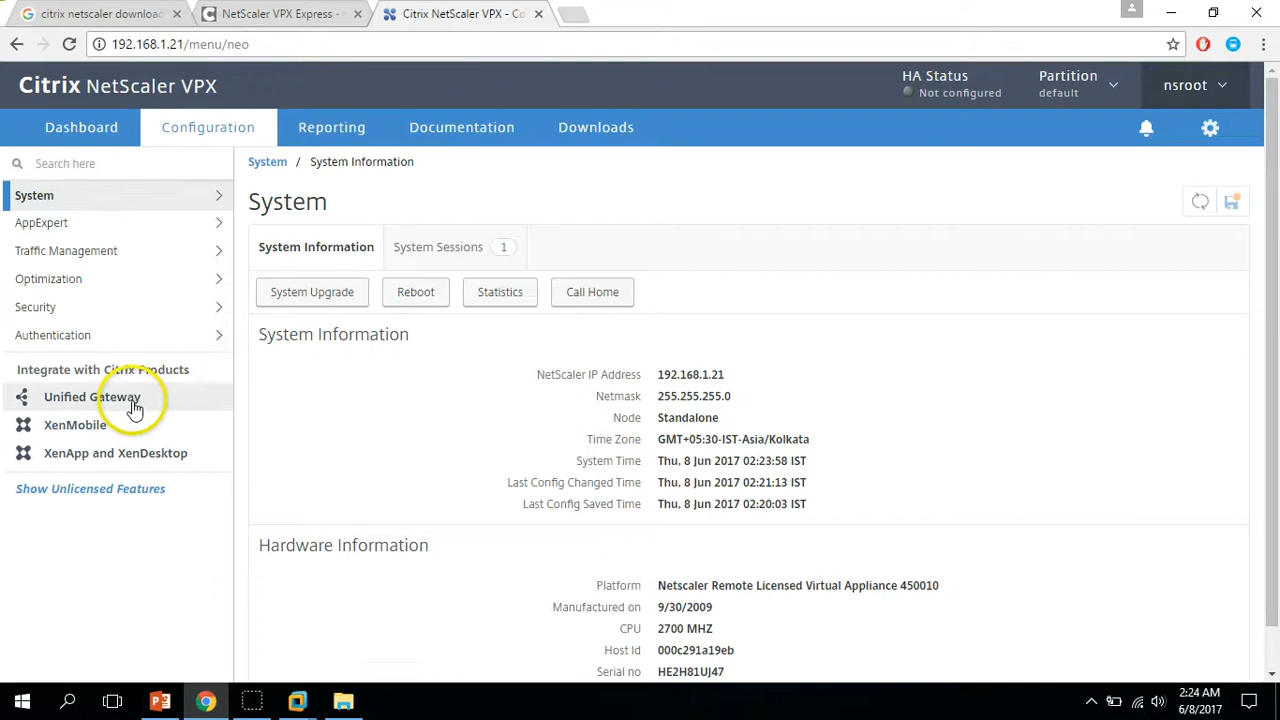 citrix netscaler download
NetScaler VPX Express -
Citrix NetScaler VPX - Co
192.168.1.21/menu/neo
Citrix NetScaler VPX
HA Status
Not configured
Partition
default
nsroot
Dashboard
Configuration
Reporting
Documentation
Downloads
Search here
System
AppExpert
Traffic Management
Optimization
Security
Authentication
Integrate with Citrix Products
Unified Gateway
XenMobile
XenApp and XenDesktop
Show Unlicensed Features
System / System Information
System
System Information
System Sessions 1
System Upgrade
Reboot
Statistics
Call Home
System Information
NetScaler IP Address 192.168.1.21
Netmask 255.255.255.0
Node Standalone
Time Zone GMT+05:30-IST-Asia/Kolkata
System Time Thu, 8 Jun 2017 02:23:58 IST
Last Config Changed Time Thu, 8 Jun 2017 02:21:13 IST
Last Config Saved Time Thu, 8 Jun 2017 02:20:03 IST
Hardware Information
Platform Netscaler Remote Licensed Virtual Appliance 450010
Manufactured on 9/30/2009
CPU 2700 MHZ
Host Id 000c291a19eb
Serial no HE2H81UJ47
2:24 AM
6/8/2017